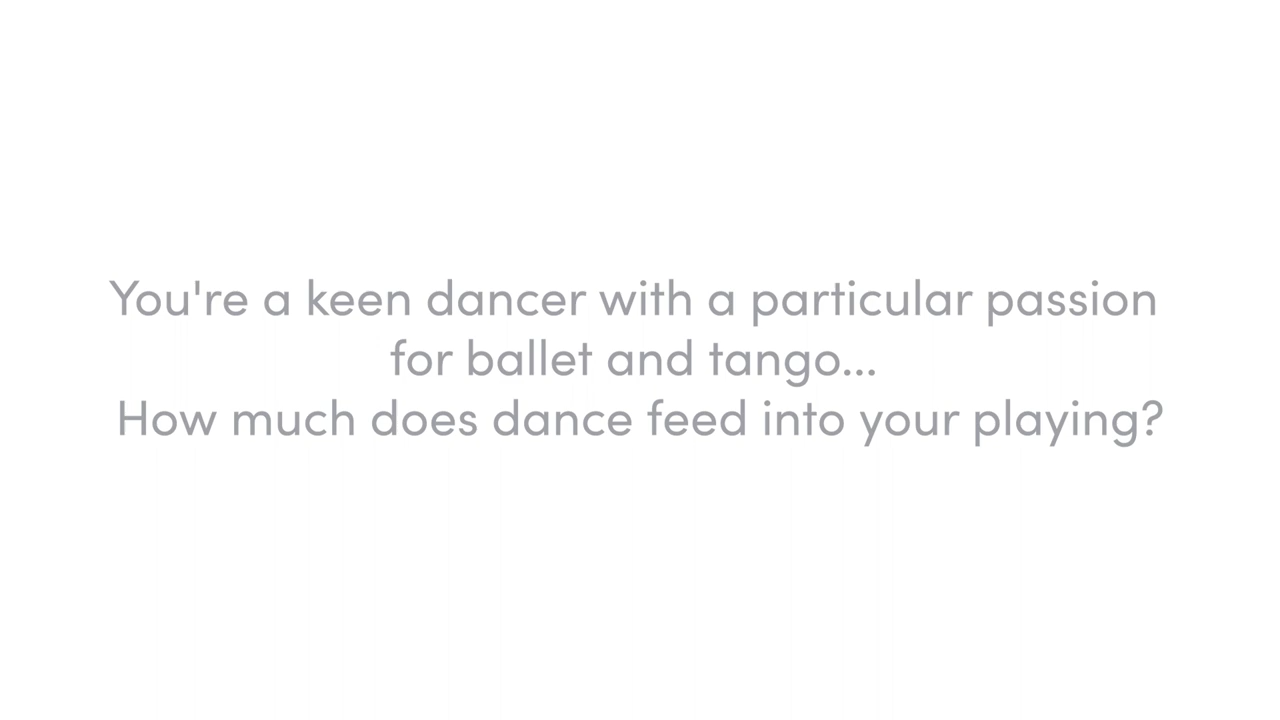 You're a keen dancer with a particular passion
for ballet and tango...
How much does dance feed into your playing?